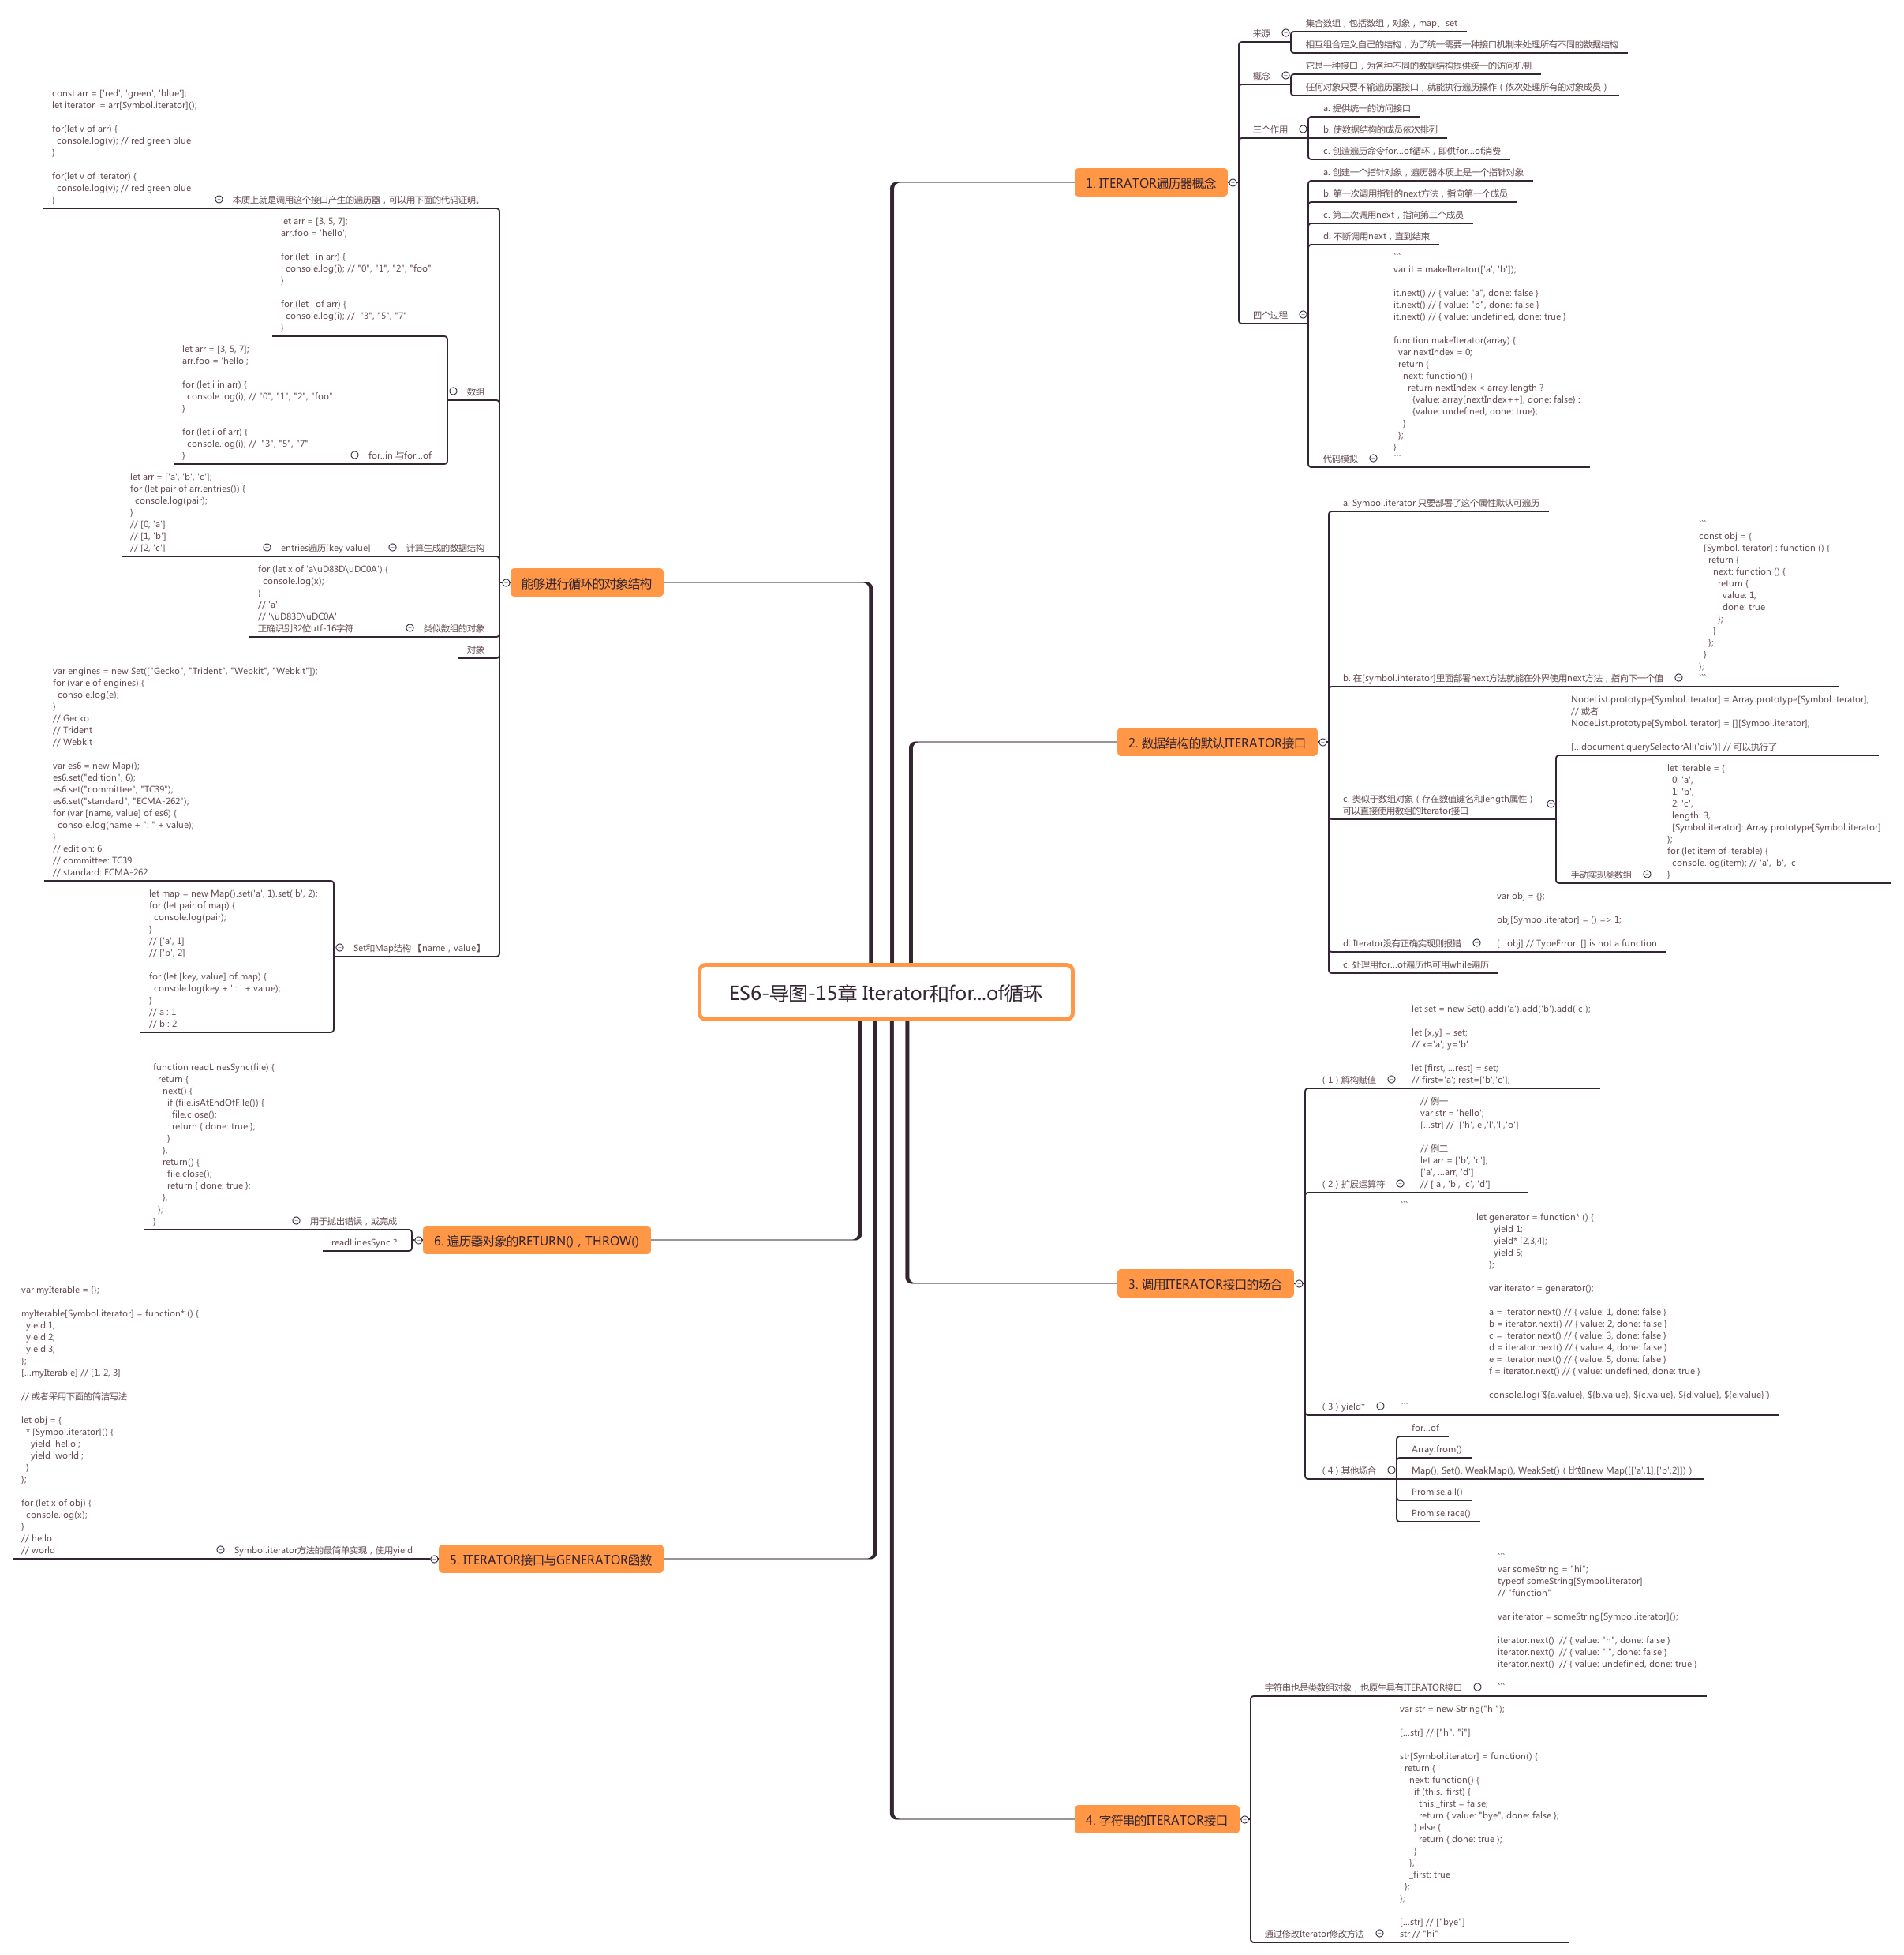 ES6-导图-15章 Iterator和for...of循环
1. ITERATOR遍历器概念
来源
集合数组，包括数组，对象，map、set
相互组合定义自己的结构，为了统一需要一种接口机制来处理所有不同的数据结构
概念
它是一种接口，为各种不同的数据结构提供统一的访问机制
任何对象只要不输遍历器接口，就能执行遍历操作（依次处理所有的对象成员）
三个作用
a. 提供统一的访问接口
b. 使数据结构的成员依次排列
c. 创造遍历命令for...of循环，即供for...of消费
四个过程
a. 创建一个指针对象，遍历器本质上是一个指针对象
b. 第一次调用指针的next方法，指向第一个成员
c. 第二次调用next，指向第二个成员
d. 不断调用next，直到结束
代码模拟
```
var it = makeIterator(['a', 'b']);

it.next() // { value: "a", done: false }
it.next() // { value: "b", done: false }
it.next() // { value: undefined, done: true }

function makeIterator(array) {
  var nextIndex = 0;
  return {
    next: function() {
      return nextIndex < array.length ?
        {value: array[nextIndex++], done: false} :
        {value: undefined, done: true};
    }
  };
}
```
2. 数据结构的默认ITERATOR接口
a. Symbol.iterator 只要部署了这个属性默认可遍历
b. 在[symbol.interator]里面部署next方法就能在外界使用next方法，指向下一个值
```
const obj = {
  [Symbol.iterator] : function () {
    return {
      next: function () {
        return {
          value: 1,
          done: true
        };
      }
    };
  }
};
```
c. 类似于数组对象（存在数值键名和length属性）
可以直接使用数组的Iterator接口
NodeList.prototype[Symbol.iterator] = Array.prototype[Symbol.iterator];
// 或者
NodeList.prototype[Symbol.iterator] = [][Symbol.iterator];

[...document.querySelectorAll('div')] // 可以执行了
手动实现类数组
let iterable = {
  0: 'a',
  1: 'b',
  2: 'c',
  length: 3,
  [Symbol.iterator]: Array.prototype[Symbol.iterator]
};
for (let item of iterable) {
  console.log(item); // 'a', 'b', 'c'
}
d. Iterator没有正确实现则报错
var obj = {};

obj[Symbol.iterator] = () => 1;

[...obj] // TypeError: [] is not a function
c. 处理用for...of遍历也可用while遍历
3. 调用ITERATOR接口的场合
（1）解构赋值
let set = new Set().add('a').add('b').add('c');

let [x,y] = set;
// x='a'; y='b'

let [first, ...rest] = set;
// first='a'; rest=['b','c'];
（2）扩展运算符
// 例一
var str = 'hello';
[...str] //  ['h','e','l','l','o']

// 例二
let arr = ['b', 'c'];
['a', ...arr, 'd']
// ['a', 'b', 'c', 'd']
（3）yield*
```
let generator = function* () {
  yield 1;
  yield* [2,3,4];
  yield 5;
};

var iterator = generator();

a = iterator.next() // { value: 1, done: false }
b = iterator.next() // { value: 2, done: false }
c = iterator.next() // { value: 3, done: false }
d = iterator.next() // { value: 4, done: false }
e = iterator.next() // { value: 5, done: false }
f = iterator.next() // { value: undefined, done: true }

console.log(`${a.value}, ${b.value}, ${c.value}, ${d.value}, ${e.value}`)
```
（4）其他场合
for...of
Array.from()
Map(), Set(), WeakMap(), WeakSet()（比如new Map([['a',1],['b',2]])）
Promise.all()
Promise.race()
4. 字符串的ITERATOR接口
字符串也是类数组对象，也原生具有ITERATOR接口
```
var someString = "hi";
typeof someString[Symbol.iterator]
// "function"

var iterator = someString[Symbol.iterator]();

iterator.next()  // { value: "h", done: false }
iterator.next()  // { value: "i", done: false }
iterator.next()  // { value: undefined, done: true }

```
通过修改Iterator修改方法
var str = new String("hi");

[...str] // ["h", "i"]

str[Symbol.iterator] = function() {
  return {
    next: function() {
      if (this._first) {
        this._first = false;
        return { value: "bye", done: false };
      } else {
        return { done: true };
      }
    },
    _first: true
  };
};

[...str] // ["bye"]
str // "hi"
5. ITERATOR接口与GENERATOR函数
Symbol.iterator方法的最简单实现，使用yield
var myIterable = {};

myIterable[Symbol.iterator] = function* () {
  yield 1;
  yield 2;
  yield 3;
};
[...myIterable] // [1, 2, 3]

// 或者采用下面的简洁写法

let obj = {
  * [Symbol.iterator]() {
    yield 'hello';
    yield 'world';
  }
};

for (let x of obj) {
  console.log(x);
}
// hello
// world
6. 遍历器对象的RETURN()，THROW()
用于抛出错误，或完成
function readLinesSync(file) {
  return {
    next() {
      if (file.isAtEndOfFile()) {
        file.close();
        return { done: true };
      }
    },
    return() {
      file.close();
      return { done: true };
    },
  };
}
readLinesSync ?
能够进行循环的对象结构
本质上就是调用这个接口产生的遍历器，可以用下面的代码证明。
const arr = ['red', 'green', 'blue'];
let iterator  = arr[Symbol.iterator]();

for(let v of arr) {
  console.log(v); // red green blue
}

for(let v of iterator) {
  console.log(v); // red green blue
}
数组
let arr = [3, 5, 7];
arr.foo = 'hello';

for (let i in arr) {
  console.log(i); // "0", "1", "2", "foo"
}

for (let i of arr) {
  console.log(i); //  "3", "5", "7"
}
for..in 与for...of
let arr = [3, 5, 7];
arr.foo = 'hello';

for (let i in arr) {
  console.log(i); // "0", "1", "2", "foo"
}

for (let i of arr) {
  console.log(i); //  "3", "5", "7"
}
计算生成的数据结构
entries遍历[key value]
let arr = ['a', 'b', 'c'];
for (let pair of arr.entries()) {
  console.log(pair);
}
// [0, 'a']
// [1, 'b']
// [2, 'c']
类似数组的对象
for (let x of 'a\uD83D\uDC0A') {
  console.log(x);
}
// 'a'
// '\uD83D\uDC0A'
正确识别32位utf-16字符
对象
Set和Map结构 【name，value】
var engines = new Set(["Gecko", "Trident", "Webkit", "Webkit"]);
for (var e of engines) {
  console.log(e);
}
// Gecko
// Trident
// Webkit

var es6 = new Map();
es6.set("edition", 6);
es6.set("committee", "TC39");
es6.set("standard", "ECMA-262");
for (var [name, value] of es6) {
  console.log(name + ": " + value);
}
// edition: 6
// committee: TC39
// standard: ECMA-262
let map = new Map().set('a', 1).set('b', 2);
for (let pair of map) {
  console.log(pair);
}
// ['a', 1]
// ['b', 2]

for (let [key, value] of map) {
  console.log(key + ' : ' + value);
}
// a : 1
// b : 2